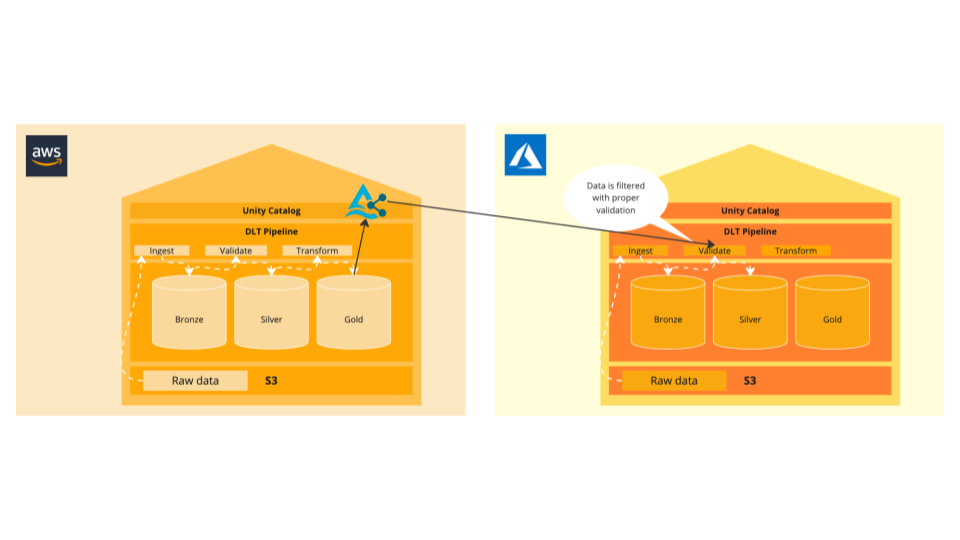 aws
Unity Catalog
DLT Pipeline
Ingest
Validate
Transform
Bronze
Silver
Gold
Raw data
S3
Data is filtered
with proper
validation
Unity Catalog
DLT Pipeline
Ingest
Validate
Transform
Bronze
Silver
Gold
Raw data
S3